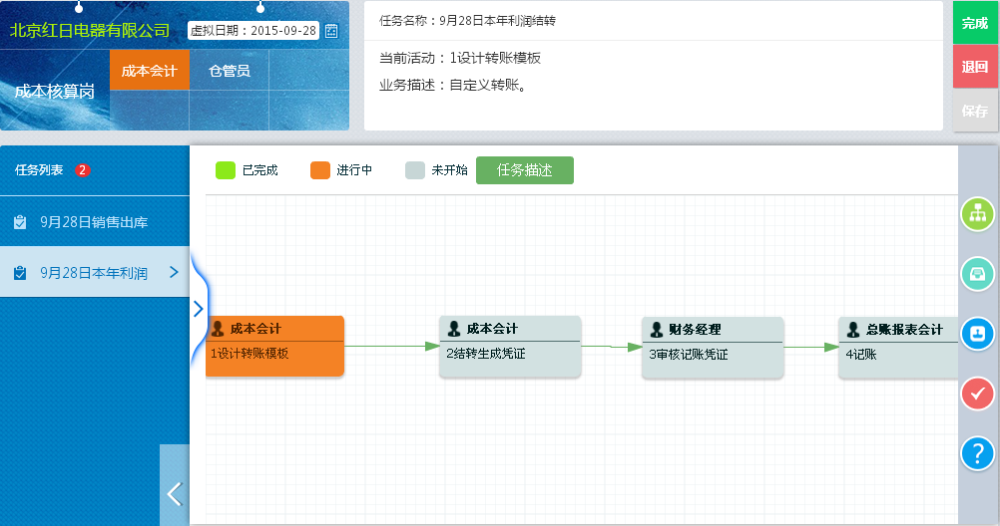 北京红日电器有限公司
虚拟日期：2015-09-28
成本核算岗
成本会计
仓管员
任务名称：9月28日本年利润结转
当前活动：1设计转账模板
业务描述：自定义转账。
完成
退回
保存
任务列表 2
9月28日销售出库
9月28日本年利润
已完成
进行中
未开始
任务描述
成本会计
1设计转账模板
成本会计
2结转生成凭证
财务经理
3审核记账凭证
总账报表会计
4记账
?